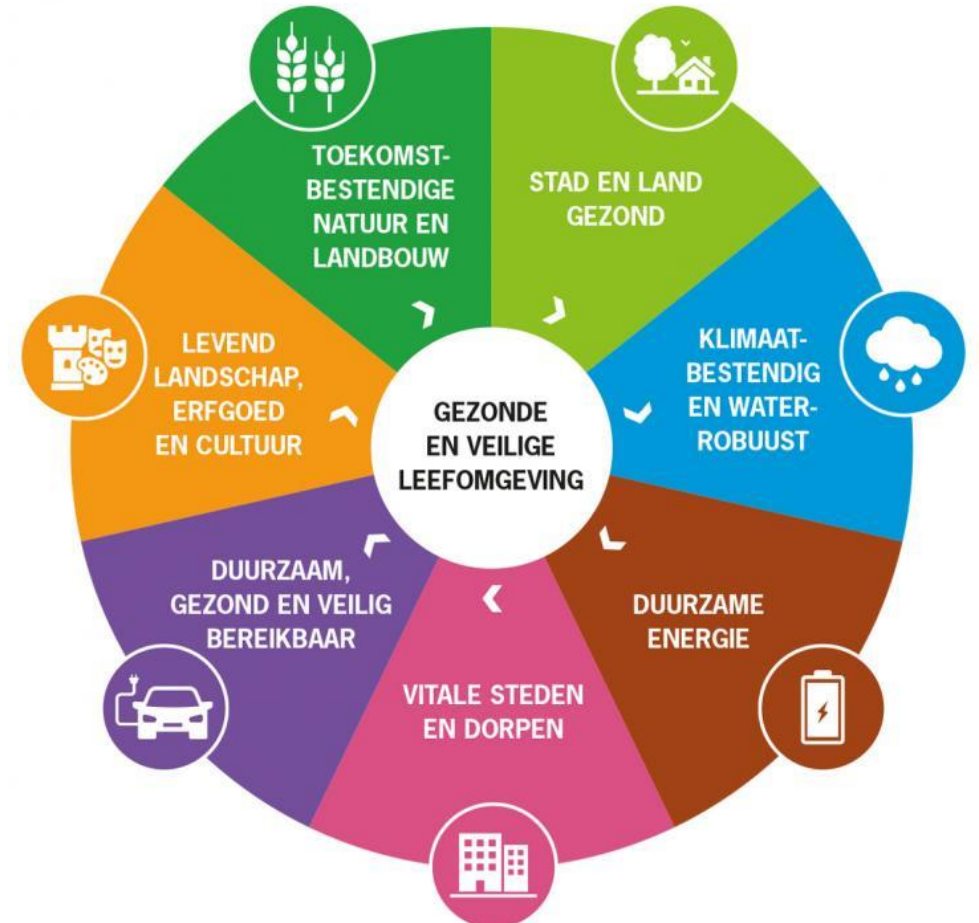 TOEKOMST-
BESTENDIGE
NATUUR EN
LANDBOUW
STAD EN LAND
GEZOND
KLIMAAT-
BESTENDIG
EN WATER-
ROBUUST
DUURZAME
ENERGIE
VITALE STEDEN
EN DORPEN
DUURZAAM,
GEZOND EN VEILIG
BEREIKBAAR
LEVEND
LANDSCHAP,
ERFGOED
EN CULTUUR
GEZONDE
EN VEILIGE
LEEFOMGEVING